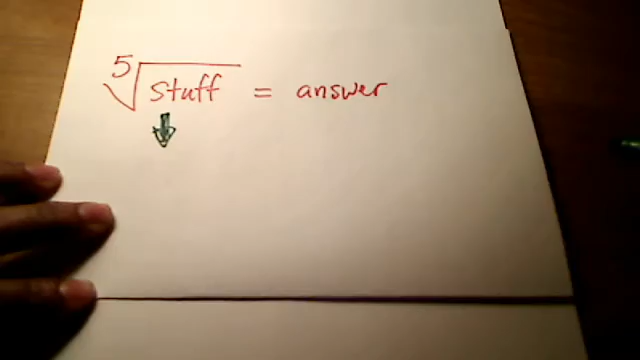 ⁵√stuff = answer